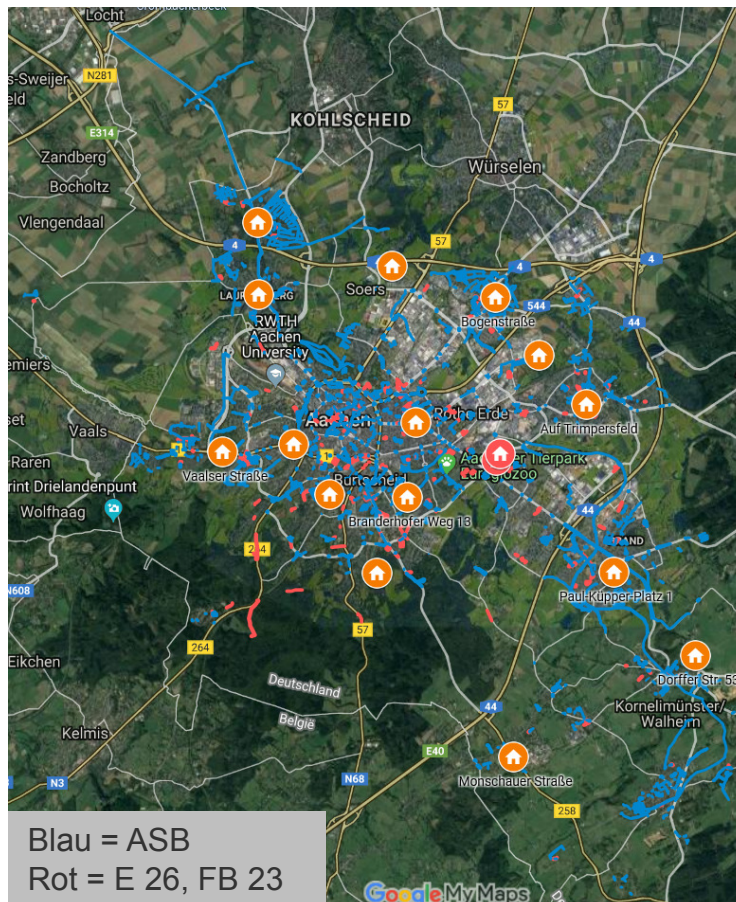 Locht
N281
E314
KOHLSCHEID
57
Würselen
Zandberg
Bocholtz
Vlengendaal
57
4
4
4
Soers
544
Bogenstraße
44
RWTH
Aachen
University
Aachen
Rothe Erde
Auf Trimpersfeld
Vaals
Raren
Vaalser Straße
Burtscheid
Wolfhaag
Branderhofer Weg 13
44
264
Paul-Küpper-Platz 1
N608
57
264
Eikchen
Dorffer Str. 53
Deutschland
België
Kornelimünster/
Walheim
44
Kelmis
E40
Monschauer Straße
N3
N68
258
Blau = ASB
Rot = E 26, FB 23
Google My Maps